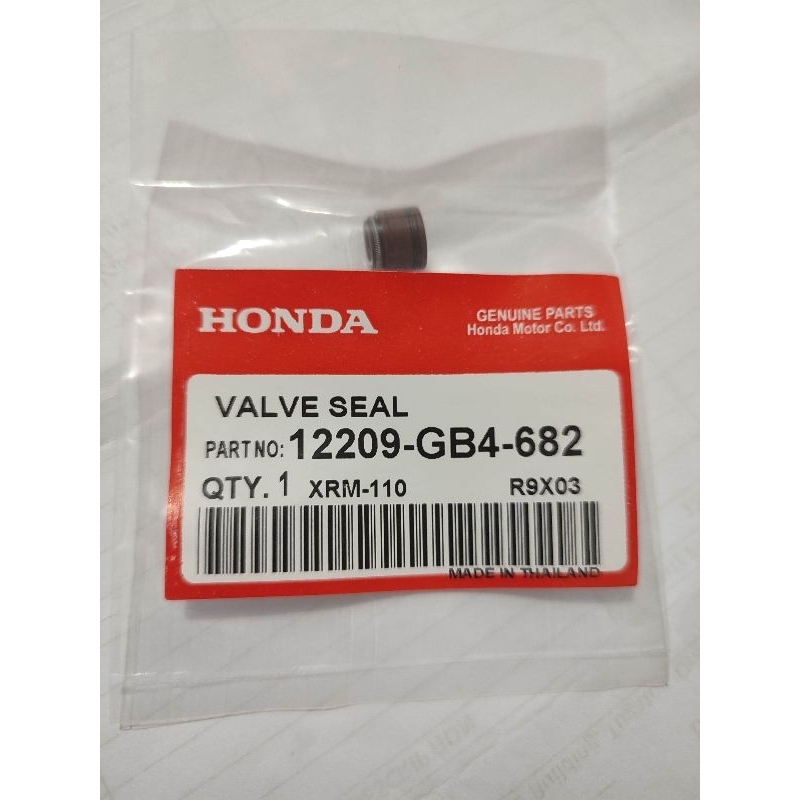 HONDA
GENUINE PARTS
Honda Motor Co. Ltd.
VALVE SEAL
PART NO: 12209-GB4-682
QTY. 1 XRM-110 R9X03
MADE IN THAILAND